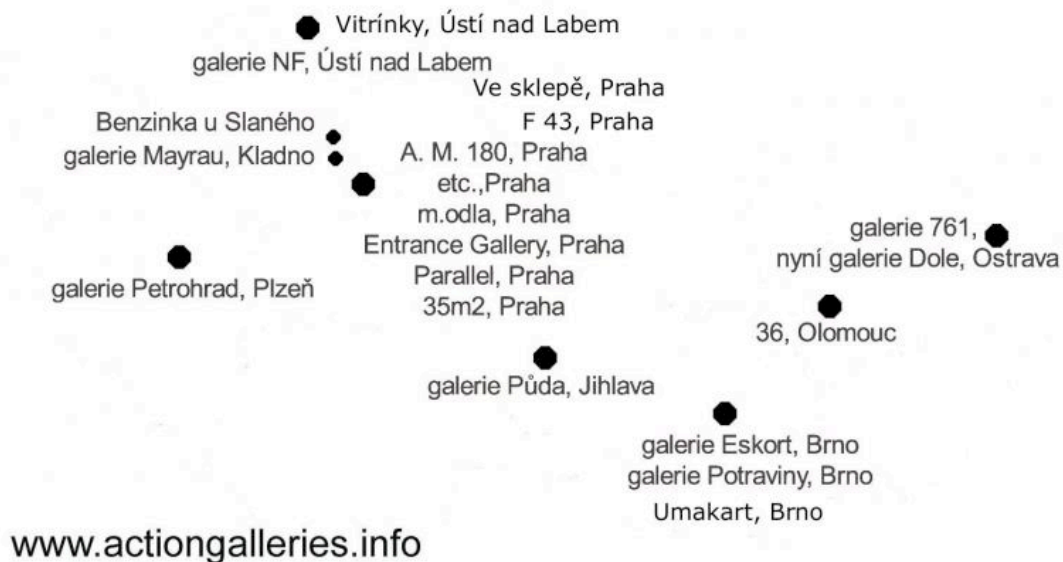 Vitrínky, Ústí nad Labem
galerie NF, Ústí nad Labem
Ve sklepě, Praha
F 43, Praha
Benzinka u Slaného
galerie Mayrau, Kladno
A. M. 180, Praha
etc.,Praha
m.odla, Praha
Entrance Gallery, Praha
Parallel, Praha
35m2, Praha
galerie 761,
nyní galerie Dole, Ostrava
galerie Petrohrad, Plzeň
36, Olomouc
galerie Půda, Jihlava
galerie Eskort, Brno
galerie Potraviny, Brno
Umakart, Brno
www.actiongalleries.info